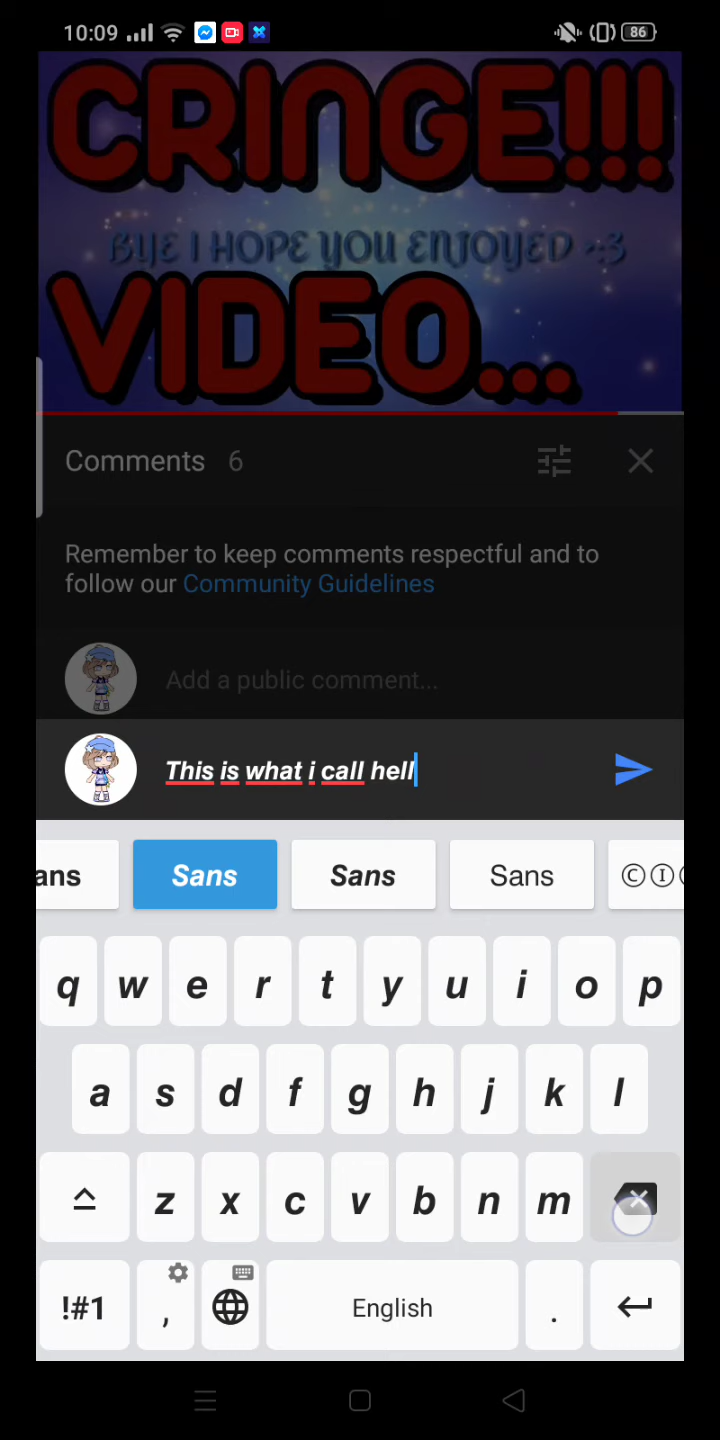 10:09 86
CRINGE!!!
BYE I HOPE YOU ENJOYED >:3
VIDEO...
Comments 6
Remember to keep comments respectful and to
follow our Community Guidelines
Add a public comment...
This is what i call hell
ans Sans Sans Sans ⒸⒾ
q w e r t y u i o p
a s d f g h j k l
z x c v b n m
!#1 , English .